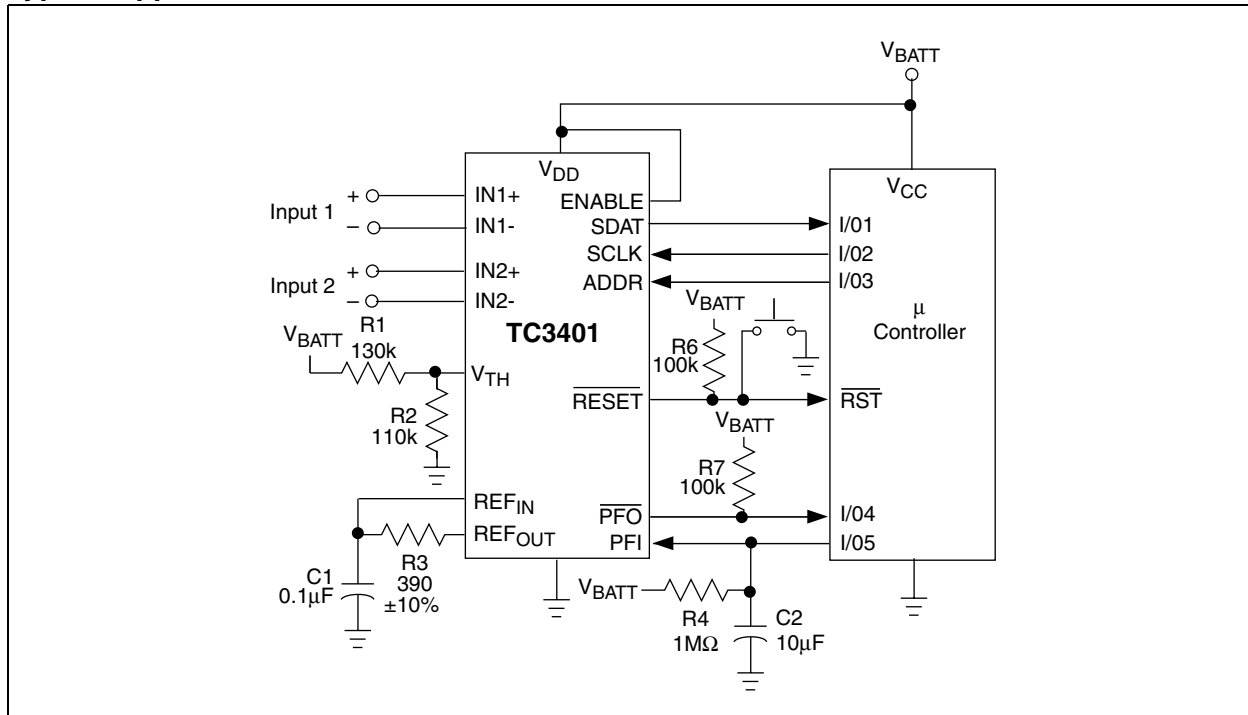 VBATT
VDD
VCC
ENABLE
Input 1
+
IN1+
–
IN1-
SDAT
I/01
SCLK
I/02
Input 2
+
IN2+
–
IN2-
ADDR
I/03
TC3401
μ
Controller
VBATT
R1
130k
VTH
R2
110k
VBATT
R6
100k
RESET
RST
VBATT
R7
100k
REFIN
REFOUT
PFO
I/04
PFI
I/05
R3
390
±10%
C1
0.1μF
VBATT
R4
1MΩ
C2
10μF